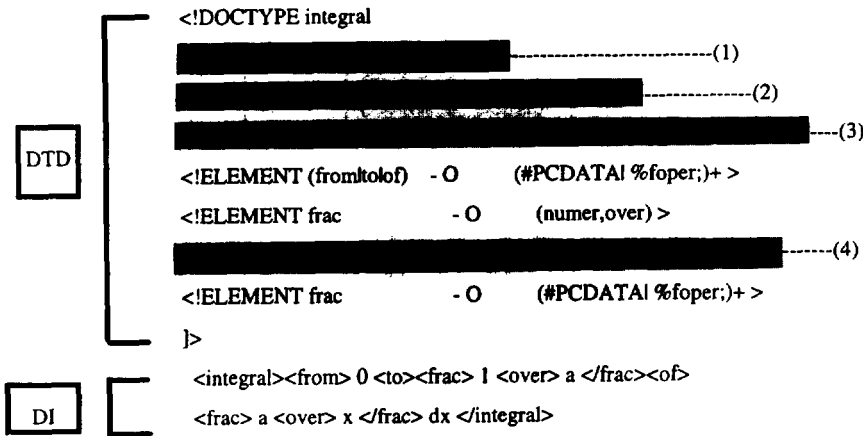 <!DOCTYPE integral
-----------------(1)
-----------(2)
----(3)
DTD
<!ELEMENT (from|to|of) - O (#PCDATA| %foper;)+ >
<!ELEMENT frac - O (numer,over) >
------(4)
<!ELEMENT frac - O (#PCDATA| %foper;)+ >
]>
<integral><from> 0 <to><frac> 1 <over> a </frac><of>
DI
<frac> a <over> x </frac> dx </integral>